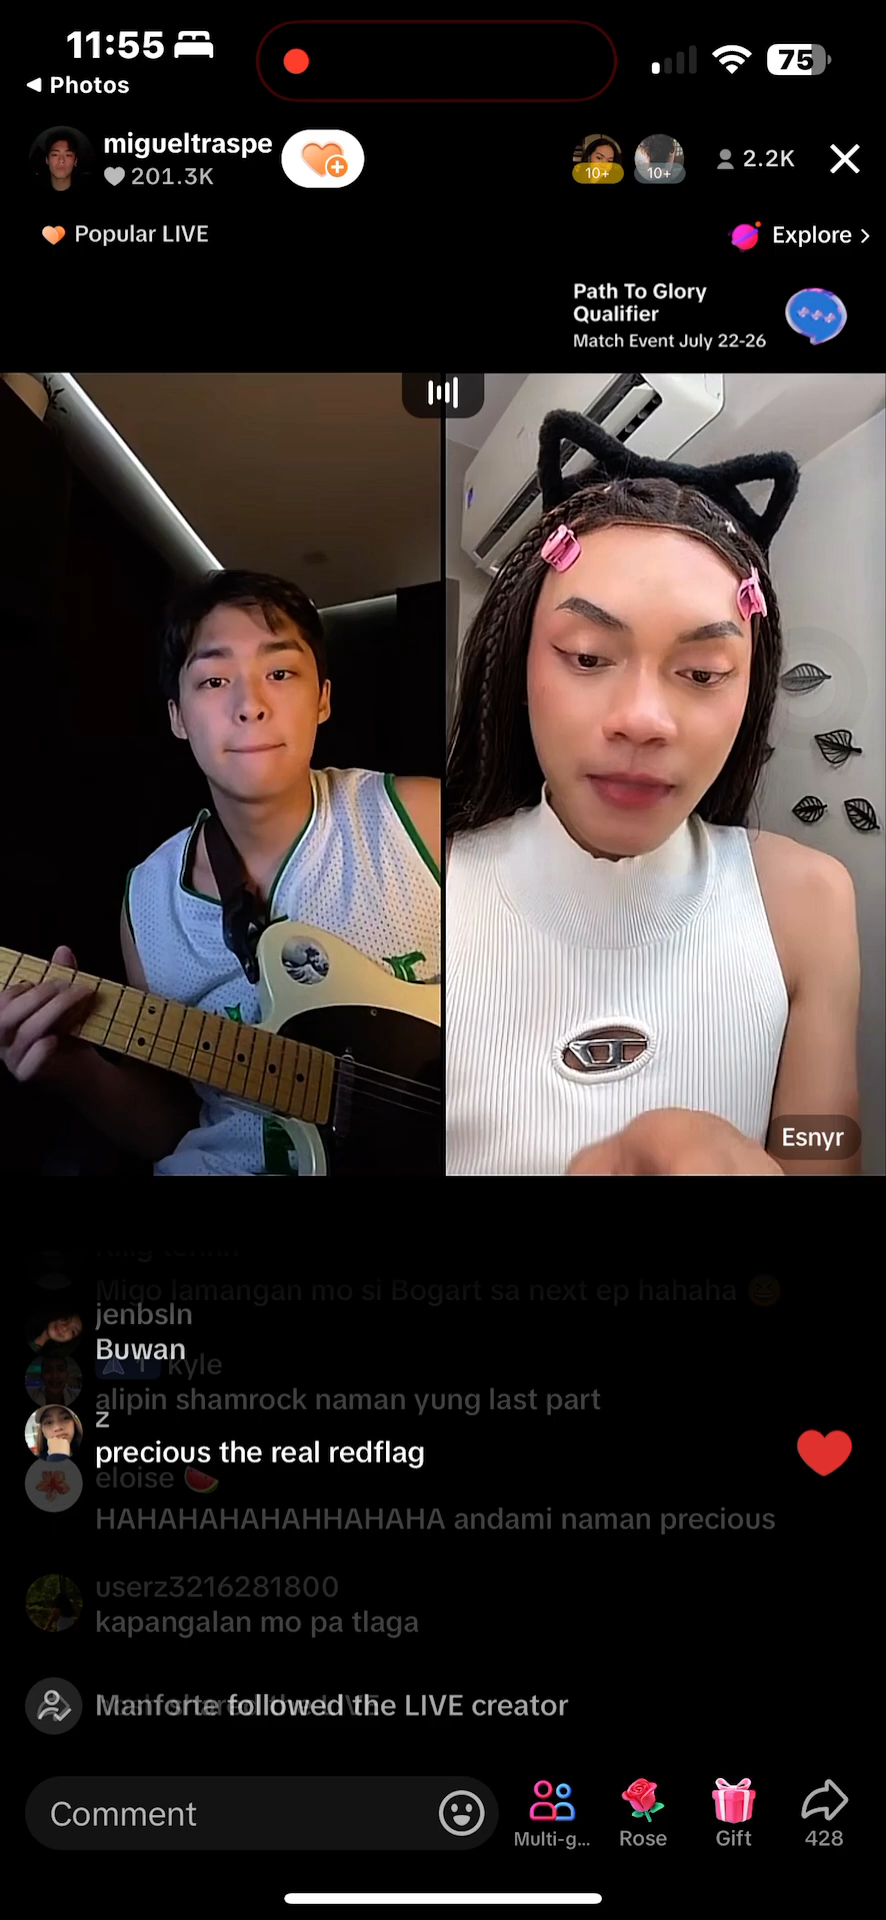 11:55
75
Photos
migueltraspe
201.3K
10+
10+
2.2K
Popular LIVE
Explore
Path To Glory
Qualifier
Match Event July 22-26
Esnyr
Migo lamangan mo si Bogart sa next ep hahaha
jenbsln
Buwan
1 kyle
alipin shamrock naman yung last part
z
precious the real redflag
eloise
HAHAHAHAHAHHAHAHA andami naman precious
userz3216281800
kapangalan mo pa tlaga
followed the LIVE creator
Comment
Multi-g...
Rose
Gift
428